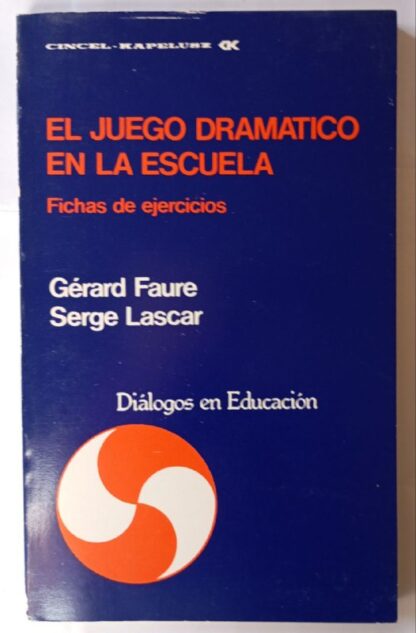 CINCEL-KAPELUSZ CK
EL JUEGO DRAMATICO
EN LA ESCUELA
Fichas de ejercicios
Gérard Faure
Serge Lascar
Diálogos en Educación